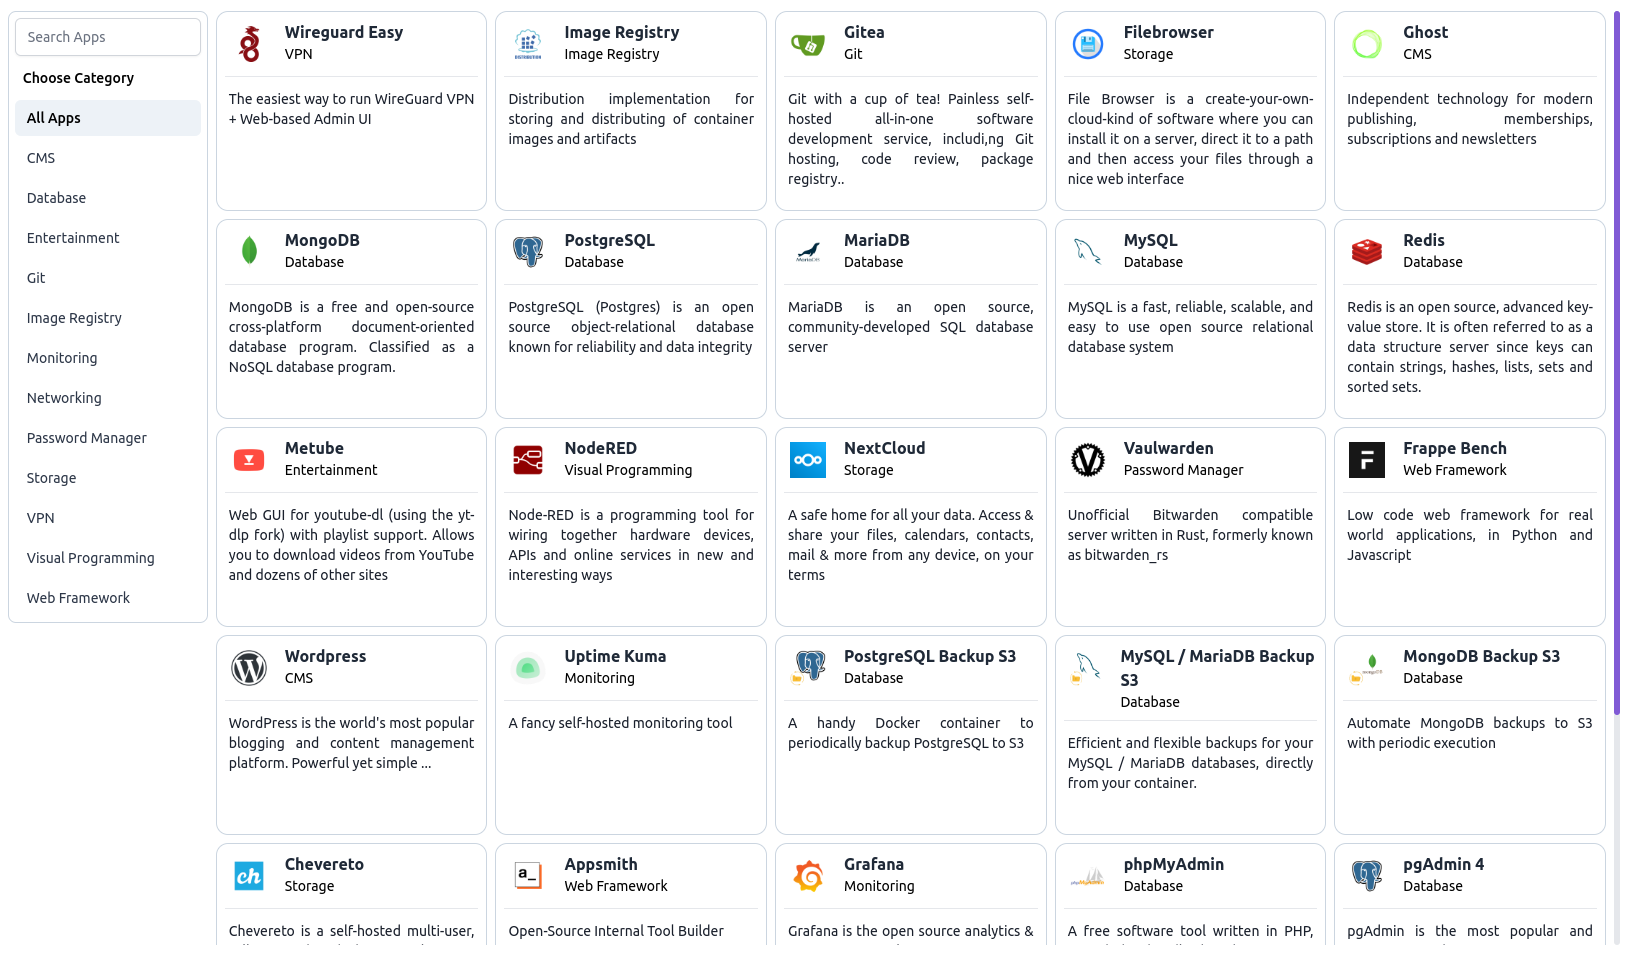 Search Apps
Choose Category
All Apps
CMS
Database
Entertainment
Git
Image Registry
Monitoring
Networking
Password Manager
Storage
VPN
Visual Programming
Web Framework
Wireguard Easy
VPN
The easiest way to run WireGuard VPN
+ Web-based Admin UI
Image Registry
Image Registry
Distribution implementation for
storing and distributing of container
images and artifacts
Gitea
Git
Git with a cup of tea! Painless self-
hosted all-in-one software
development service, includi,ng Git
hosting, code review, package
registry..
Filebrowser
Storage
File Browser is a create-your-own-
cloud-kind of software where you can
install it on a server, direct it to a path
and then access your files through a
nice web interface
Ghost
CMS
Independent technology for modern
publishing, memberships,
subscriptions and newsletters
MongoDB
Database
MongoDB is a free and open-source
cross-platform document-oriented
database program. Classified as a
NoSQL database program.
PostgreSQL
Database
PostgreSQL (Postgres) is an open
source object-relational database
known for reliability and data integrity
MariaDB
Database
MariaDB is an open source,
community-developed SQL database
server
MySQL
Database
MySQL is a fast, reliable, scalable, and
easy to use open source relational
database system
Redis
Database
Redis is an open source, advanced key-
value store. It is often referred to as a
data structure server since keys can
contain strings, hashes, lists, sets and
sorted sets.
Metube
Entertainment
Web GUI for youtube-dl (using the yt-
dlp fork) with playlist support. Allows
you to download videos from YouTube
and dozens of other sites
NodeRED
Visual Programming
Node-RED is a programming tool for
wiring together hardware devices,
APIs and online services in new and
interesting ways
NextCloud
Storage
A safe home for all your data. Access &
share your files, calendars, contacts,
mail & more from any device, on your
terms
Vaulwarden
Password Manager
Unofficial Bitwarden compatible
server written in Rust, formerly known
as bitwarden_rs
Frappe Bench
Web Framework
Low code web framework for real
world applications, in Python and
Javascript
Wordpress
CMS
WordPress is the world's most popular
blogging and content management
platform. Powerful yet simple ...
Uptime Kuma
Monitoring
A fancy self-hosted monitoring tool
PostgreSQL Backup S3
Database
A handy Docker container to
periodically backup PostgreSQL to S3
MySQL / MariaDB Backup
S3
Database
Efficient and flexible backups for your
MySQL / MariaDB databases, directly
from your container.
MongoDB Backup S3
Database
Automate MongoDB backups to S3
with periodic execution
ch
Chevereto
Storage
Chevereto is a self-hosted multi-user,
a_
Appsmith
Web Framework
Open-Source Internal Tool Builder
Grafana
Monitoring
Grafana is the open source analytics &
phpMyAdmin
Database
A free software tool written in PHP,
pgAdmin 4
Database
pgAdmin is the most popular and